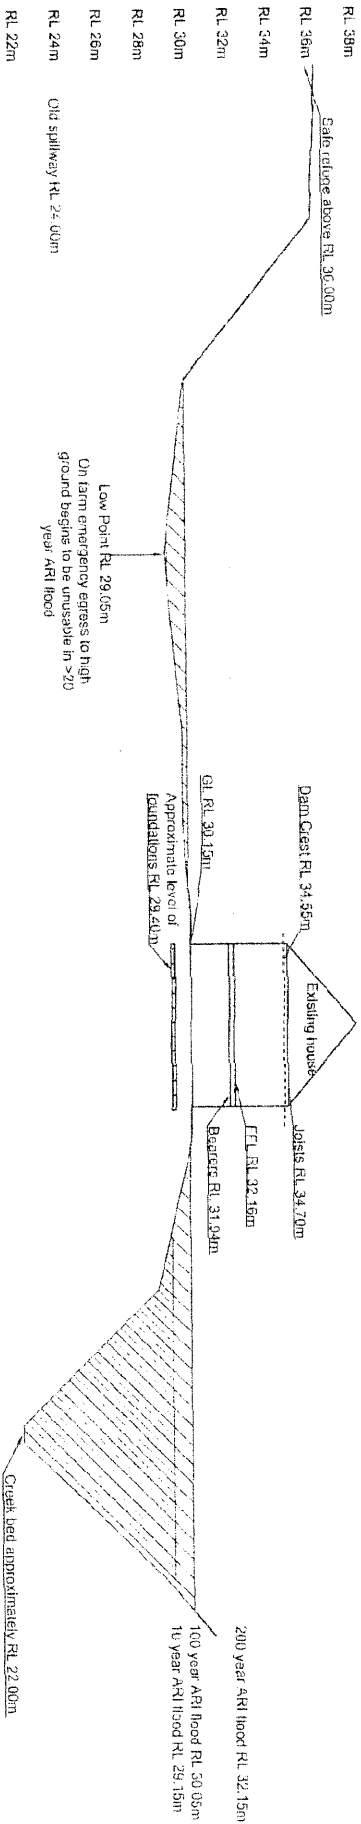 RL 38m
RL 36m
RL 34m
RL 32m
RL 30m
RL 28m
RL 26m
RL 24m
RL 22m
Safe refuge above RL 36.00m
Old spillway RL 24.00m
Low Point RL 29.05m
On farm emergency egress to high
ground begins to be unusable in >20
year ARI flood
GL RL 30.15m
Approximate level of
foundations RL 29.40m
Dam Crest RL 34.55m
Existing house
Joists RL 34.70m
FFL RL 32.16m
Bearers RL 31.94m
Creek bed approximately RL 22.00m
200 year ARI flood RL 32.15m
100 year ARI flood RL 30.05m
10 year ARI flood RL 29.15m